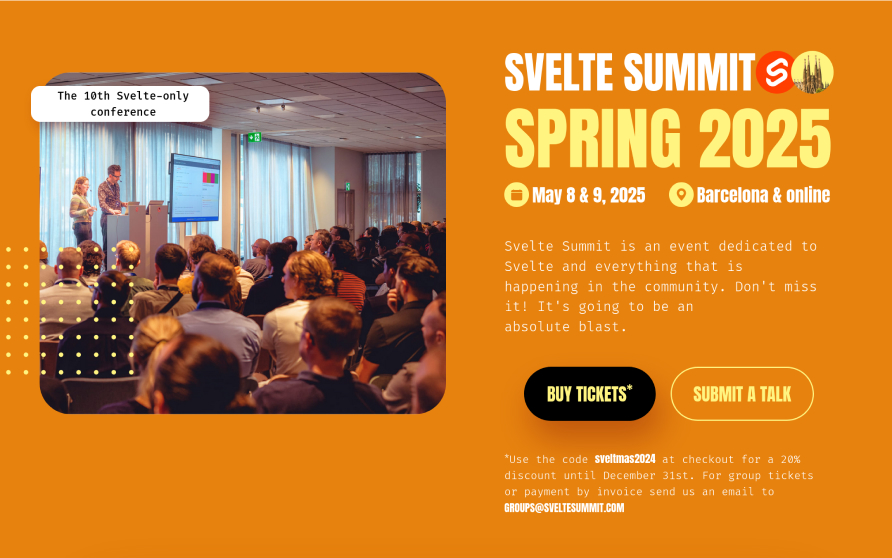 The 10th Svelte-only
conference
SVELTE SUMMIT
SPRING 2025
May 8 & 9, 2025 Barcelona & online
Svelte Summit is an event dedicated to
Svelte and everything that is
happening in the community. Don't miss
it! It's going to be an
absolute blast.
BUY TICKETS* SUBMIT A TALK
*Use the code sveltmas2024 at checkout for a 20%
discount until December 31st. For group tickets
or payment by invoice send us an email to
GROUPS@SVELTESUMMIT.COM